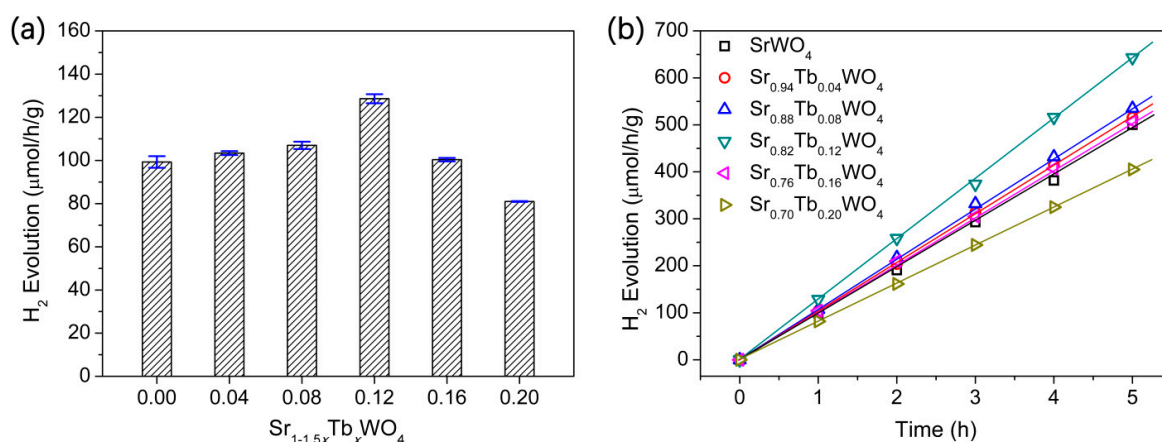 (a)
160
140
120
100
80
60
40
20
0
H₂ Evolution (μmol/h/g)
0.00 0.04 0.08 0.12 0.16 0.20
Sr₁₋₁.₅ₓTbₓWO₄
(b)
700
600
500
400
300
200
100
0
H₂ Evolution (μmol/h/g)
SrWO₄
Sr₀.₉₄Tb₀.₀₄WO₄
Sr₀.₈₈Tb₀.₀₈WO₄
Sr₀.₈₂Tb₀.₁₂WO₄
Sr₀.₇₆Tb₀.₁₆WO₄
Sr₀.₇₀Tb₀.₂₀WO₄
0 1 2 3 4 5
Time (h)